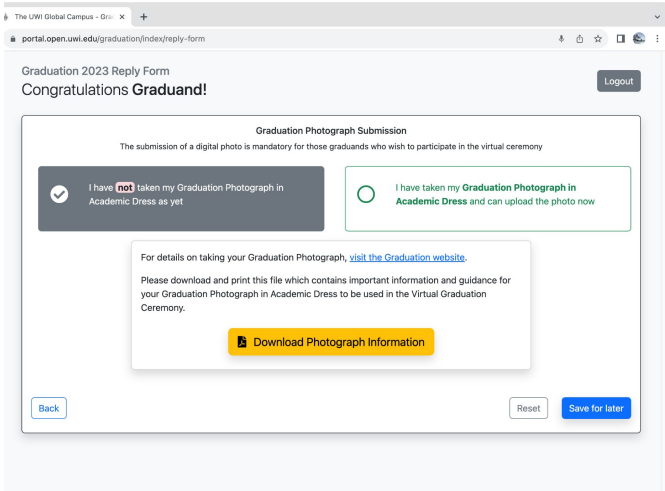 The UWI Global Campus - Grad
portal.open.uwi.edu/graduation/index/reply-form
Graduation 2023 Reply Form
Congratulations Graduand!
Logout
Graduation Photograph Submission
The submission of a digital photo is mandatory for those graduands who wish to participate in the virtual ceremony
I have not taken my Graduation Photograph in
Academic Dress as yet
I have taken my Graduation Photograph in
Academic Dress and can upload the photo now
For details on taking your Graduation Photograph, visit the Graduation website.
Please download and print this file which contains important information and guidance for
your Graduation Photograph in Academic Dress to be used in the Virtual Graduation
Ceremony.
Download Photograph Information
Back
Reset
Save for later